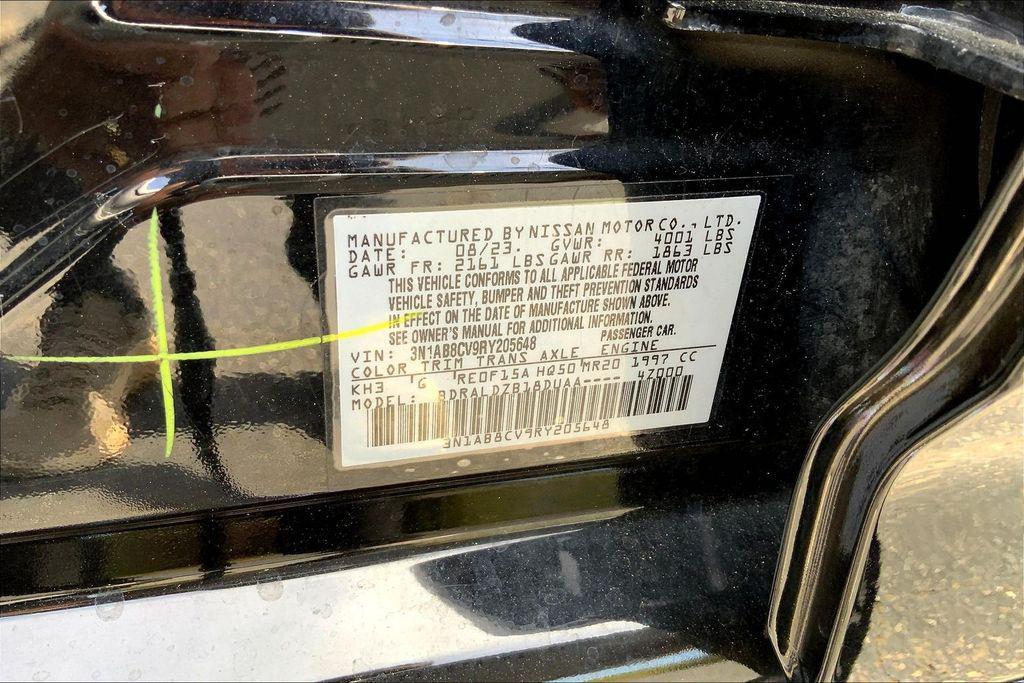 MANUFACTURED BY NISSAN MOTOR CO., LTD.
DATE: 08/23. GVWR: 4001 LBS
GAWR FR: 2161 LBS GAWR RR: 1863 LBS
THIS VEHICLE CONFORMS TO ALL APPLICABLE FEDERAL MOTOR
VEHICLE SAFETY, BUMPER AND THEFT PREVENTION STANDARDS
IN EFFECT ON THE DATE OF MANUFACTURE SHOWN ABOVE.
SEE OWNER'S MANUAL FOR ADDITIONAL INFORMATION.
VIN: 3N1AB8CV9RY205648 PASSENGER CAR.
COLOR TRIM TRANS AXLE ENGINE
KH3 G RE0F15A HQ50 MR20 1997 CC
MODEL: 47000
3N1AB8CV9RY205648